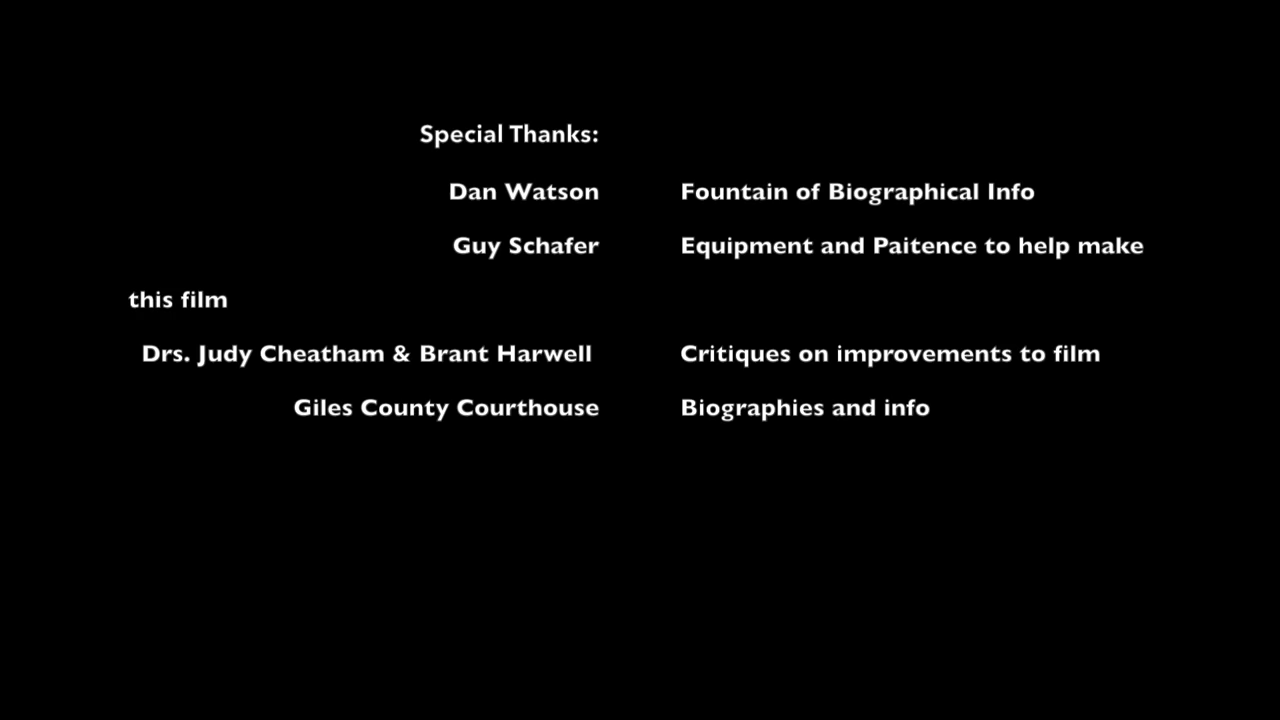 Special Thanks:
Dan Watson Fountain of Biographical Info
Guy Schafer Equipment and Paitence to help make
this film
Drs. Judy Cheatham & Brant Harwell Critiques on improvements to film
Giles County Courthouse Biographies and info